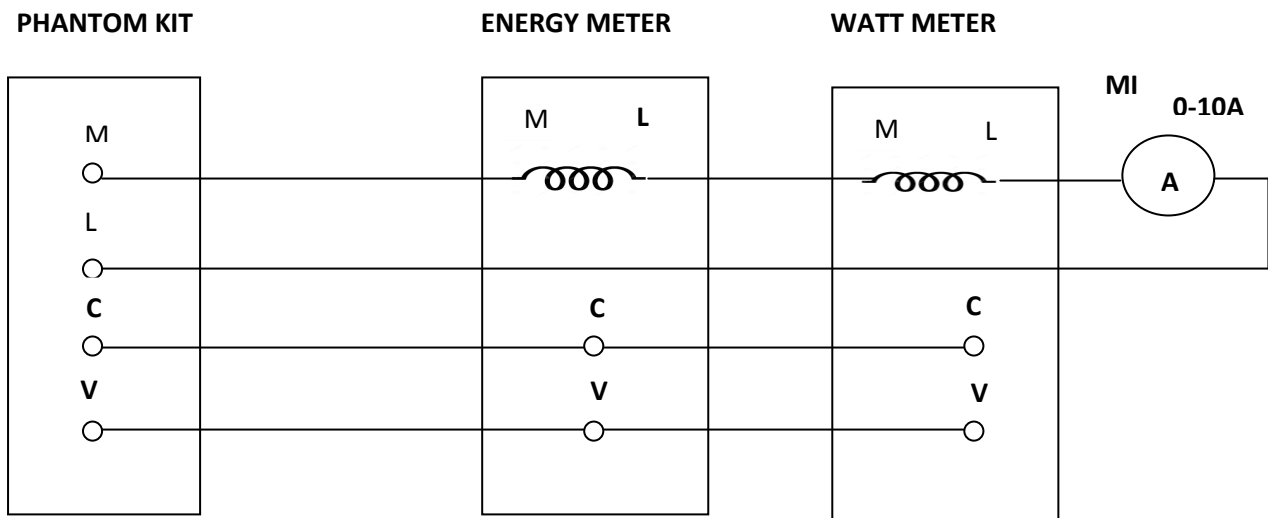 PHANTOM KIT
ENERGY METER
WATT METER
MI
0-10A
M
M
L
M
L
A
L
C
C
C
V
V
V